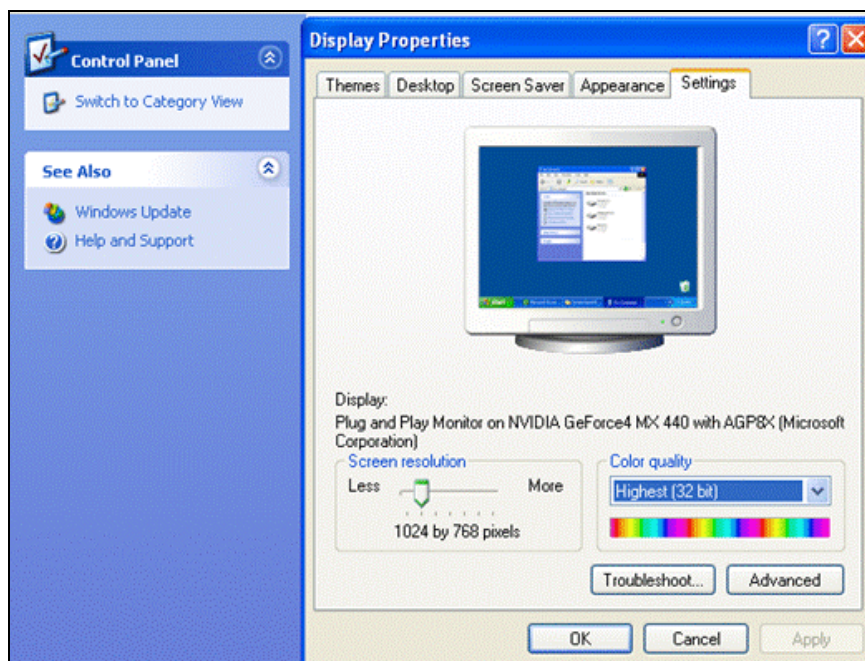 Control Panel
Switch to Category View
See Also
Windows Update
Help and Support
Display Properties
Themes
Desktop
Screen Saver
Appearance
Settings
Display:
Plug and Play Monitor on NVIDIA GeForce4 MX 440 with AGP8X (Microsoft
Corporation)
Screen resolution
Less
More
1024 by 768 pixels
Color quality
Highest (32 bit)
Troubleshoot...
Advanced
OK
Cancel
Apply